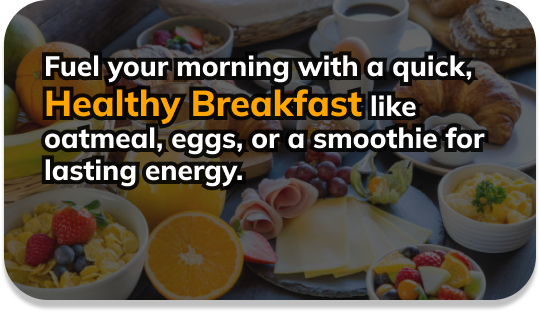 Fuel your morning with a quick,
Healthy Breakfast like
oatmeal, eggs, or a smoothie for
lasting energy.